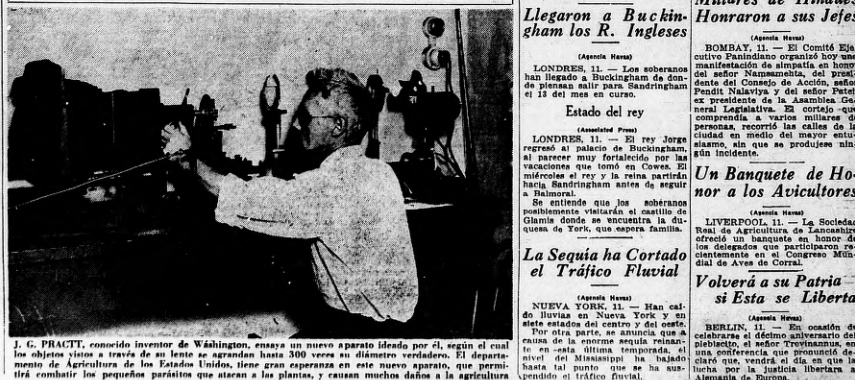 J. G. PRACTT, conocido inventor de Wáshington, ensaya un nuevo aparato ideado por él, según el cual
los objetos vistos a través de su lente se agrandan hasta 300 veces su diámetro verdadero. El departa-
mento de Agricultura de los Estados Unidos, tiene gran interés en este nuevo aparato, que permi-
tirá combatir los pequeños parásitos que atacan a las plantas, y causan muchos daños a la agricultura
Llegaron a Buckin-
gham los R. Ingleses
(Agencia Havas)
LONDRES, 11. — Los soberanos
han llegado a Buckingham de don-
de piensan salir para Sandringham
el 13 del mes en curso.
Estado del rey
(Associated Press)
LONDRES, 11. — El rey Jorge
regresó al palacio de Buckingham,
al parecer muy fortalecido por las
vacaciones que tomó en Cowes. El
miércoles el rey y la reina partirán
hacia Sandringham antes de seguir
a Balmoral.
Se entiende que los soberanos
posiblemente visitarán el castillo de
Glamis donde se encuentra la du-
quesa de York, que espera familia.
La Sequía ha Cortado
el Tráfico Fluvial
(Agencia Havas)
NUEVA YORK, 11 — Han caí-
do lluvias en Nueva York y en
siete estados del centro y del oeste.
Por otra parte, se anuncia que a
causa de la enorme sequía reinan-
te en esta última temporada, el
nivel del Mississippi ha bajado
hasta tal punto que se ha sus-
pendido el tráfico fluvial.
Millares de Hindúes
Honraron a sus Jefes
(Agencia Havas)
BOMBAY, 11. — El Comité Eje-
cutivo Panindiano organizó hoy una
manifestación de simpatía en honor
del señor Namsamehta, del presi-
dente del Consejo de Acción, señor
Pendit Nalaviya y del señor Patel
ex presidente de la Asamblea Ge-
neral Legislativa. El cortejo que
comprendía a varios millares de
personas, recorrió las calles de la
ciudad en medio del mayor entu-
siasmo, sin que se produjese nin-
gún incidente.
Un Banquete de Ho-
nor a los Avicultores
(Agencia Havas)
LIVERPOOL, 11. — La Sociedad
Real de Agricultura de Lancashire
ofreció un banquete en honor de
los delegados que participaron re-
cientemente en el Congreso Mun-
dial de Aves de Corral.
Volverá a su Patria
si Esta se Liberta
(Agencia Havas)
BERLIN, 11. — En ocasión de
celebrarse el décimo aniversario del
plebiscito, el señor Trevinannus, en
una conferencia que pronunció de-
claró que, vendrá el día en que la
lucha por la justicia libertará a
Alemania de Europa